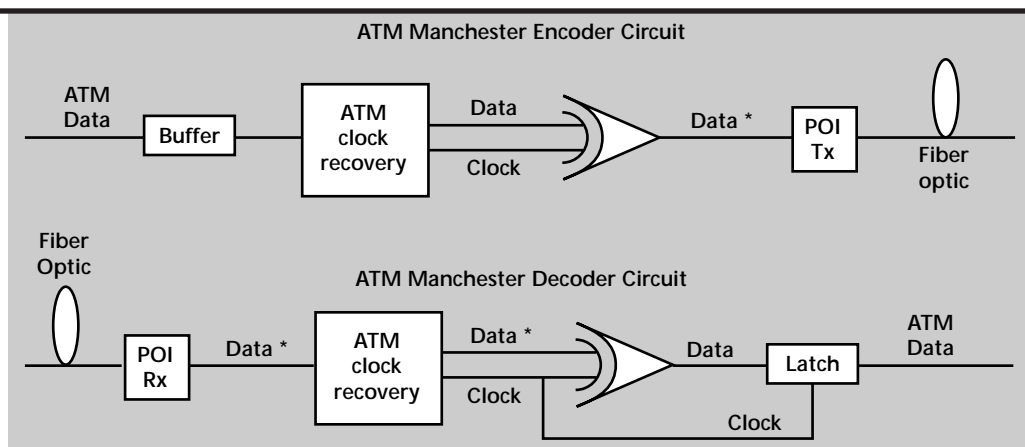 ATM Manchester Encoder Circuit
ATM
Data
Buffer
ATM
clock
recovery
Data
Clock
Data *
POI
Tx
Fiber
optic
Fiber
Optic
ATM Manchester Decoder Circuit
POI
Rx
Data *
ATM
clock
recovery
Data *
Clock
Data
Latch
ATM
Data
Clock